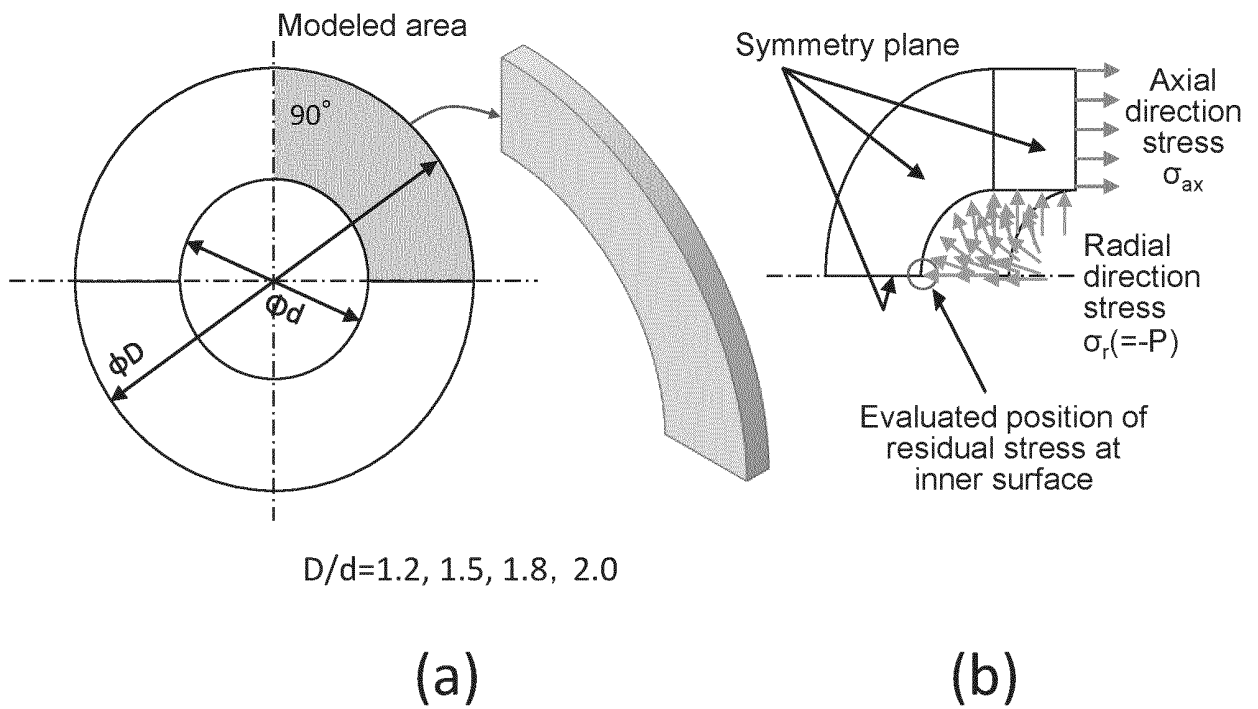 Modeled area
90°
ϕd
ϕD
D/d=1.2, 1.5, 1.8, 2.0
(a)
Symmetry plane
Axial
direction
stress
σax
Radial
direction
stress
σr(=-P)
Evaluated position of
residual stress at
inner surface
(b)